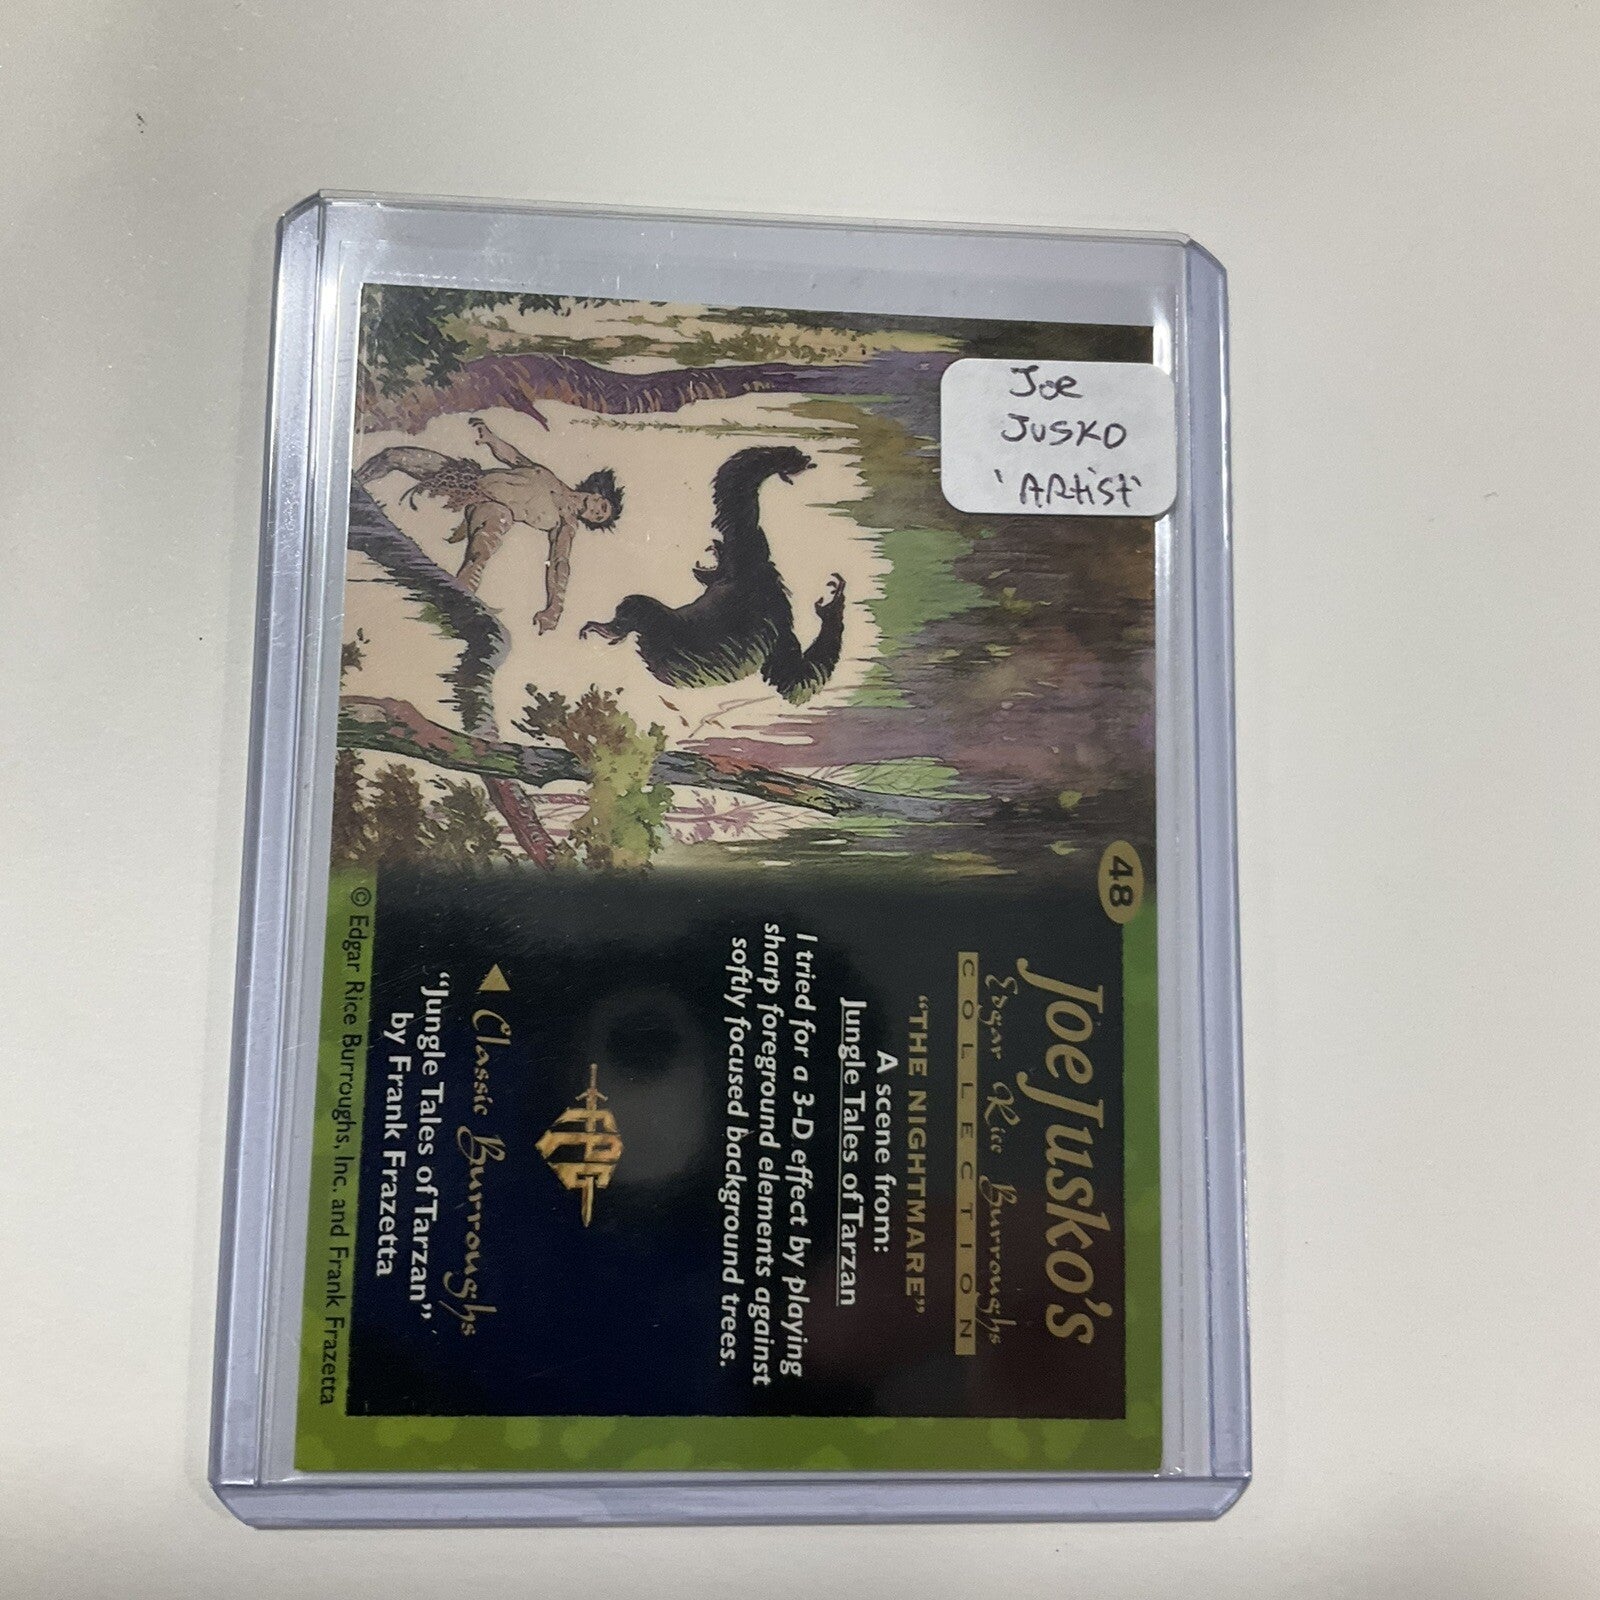 Joe
Jusko
'Artist'
48
Joe Jusko's
Edgar Rice Burroughs
COLLECTION
"THE NIGHTMARE"
A scene from:
Jungle Tales of Tarzan
I tried for a 3-D effect by playing
sharp foreground elements against
softly focused background trees.
FPG
Classic Burroughs
"Jungle Tales of Tarzan"
by Frank Frazetta
© Edgar Rice Burroughs, Inc. and Frank Frazetta